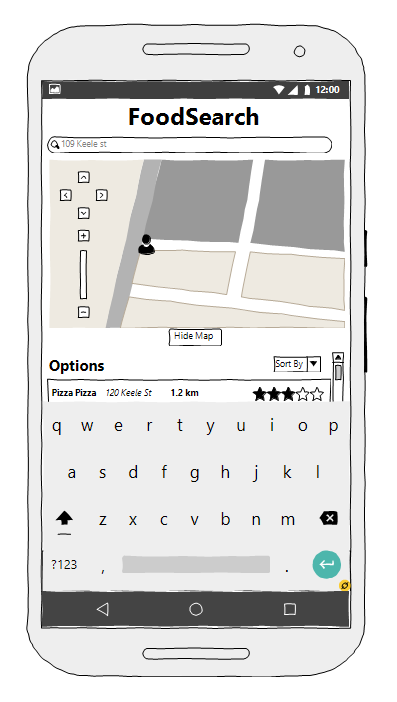 12:00
FoodSearch
109 Keele st
Hide Map
Options Sort By
Pizza Pizza 120 Keele St 1.2 km
q w e r t y u i o p
a s d f g h j k l
z x c v b n m
?123 , .